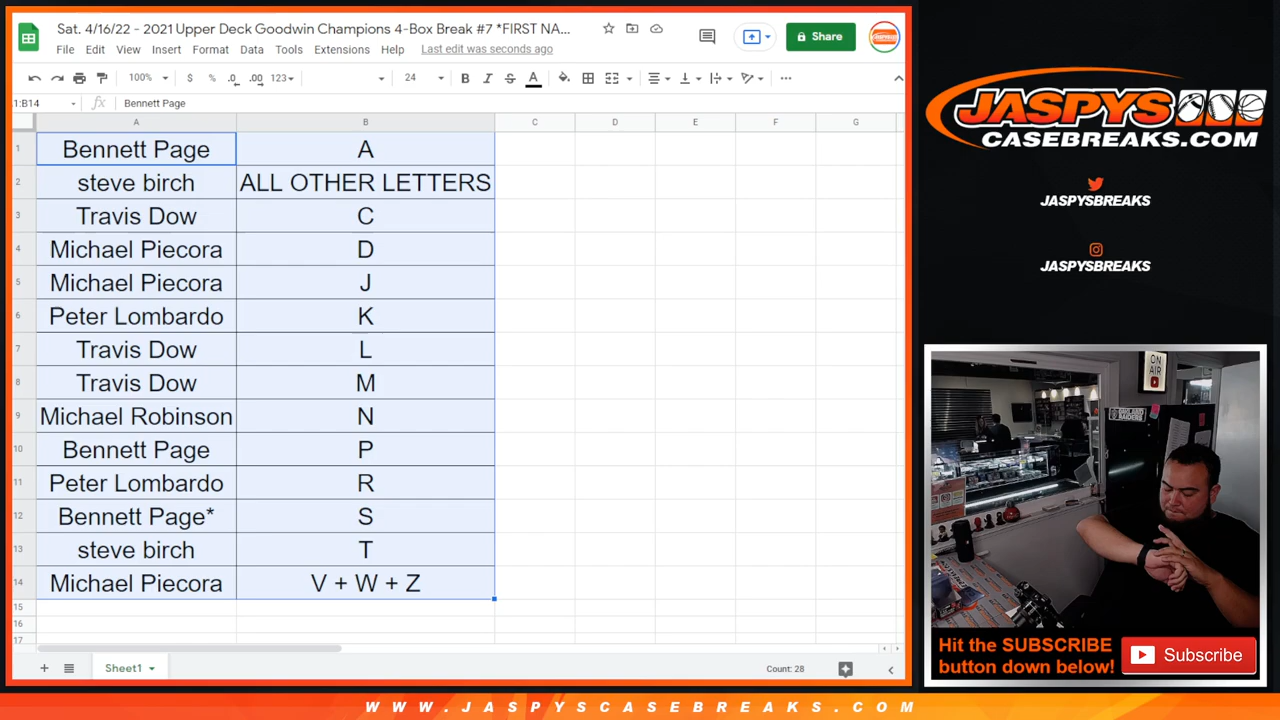 Sat. 4/16/22 - 2021 Upper Deck Goodwin Champions 4-Box Break #7 *FIRST NA...
File Edit View Insert Format Data Tools Extensions Help Last edit was seconds ago
Share
100% $ % .0 .00 123 24 B I S A
1:B14 fx Bennett Page
A B C D E F G
1 Bennett Page A
2 steve birch ALL OTHER LETTERS
3 Travis Dow C
4 Michael Piecora D
5 Michael Piecora J
6 Peter Lombardo K
7 Travis Dow L
8 Travis Dow M
9 Michael Robinson N
10 Bennett Page P
11 Peter Lombardo R
12 Bennett Page* S
13 steve birch T
14 Michael Piecora V + W + Z
15
16
17
Sheet1 Count: 28
JASPYS
CASEBREAKS.COM
JASPYSBREAKS
JASPYSBREAKS
ON
AIR
OAKLAND
RAIDERS
Hit the SUBSCRIBE
button down below!
Subscribe
WWW.JASPYSCASEBREAKS.COM